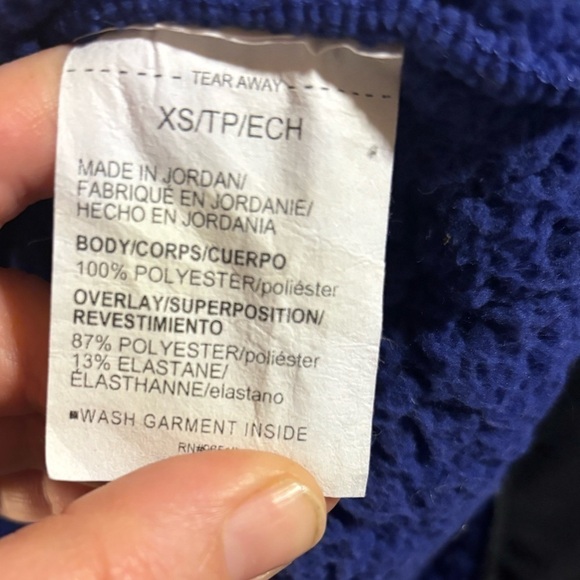 TEAR AWAY
XS/TP/ECH
MADE IN JORDAN/
FABRIQUÉ EN JORDANIE/
HECHO EN JORDANIA
BODY/CORPS/CUERPO
100% POLYESTER/poliéster
OVERLAY/SUPERPOSITION/
REVESTIMIENTO
87% POLYESTER/poliéster
13% ELASTANE/
ÉLASTHANNE/elastano
WASH GARMENT INSIDE